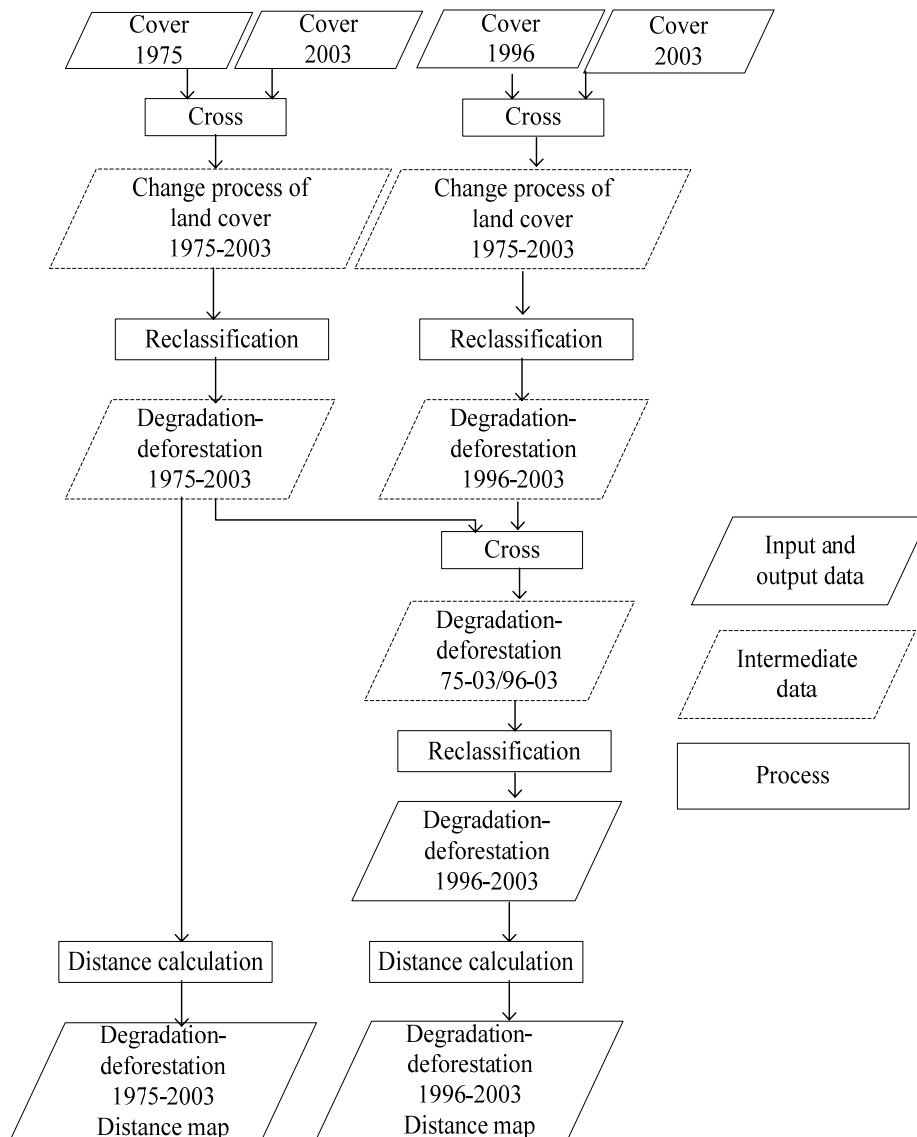 Cover
1975
Cover
2003
Cover
1996
Cover
2003
Cross
Cross
Change process of
land cover
1975-2003
Change process of
land cover
1975-2003
Reclassification
Reclassification
Degradation-
deforestation
1975-2003
Degradation-
deforestation
1996-2003
Cross
Input and
output data
Degradation-
deforestation
75-03/96-03
Intermediate
data
Reclassification
Process
Degradation-
deforestation
1996-2003
Distance calculation
Distance calculation
Degradation-
deforestation
1975-2003
Distance map
Degradation-
deforestation
1996-2003
Distance map